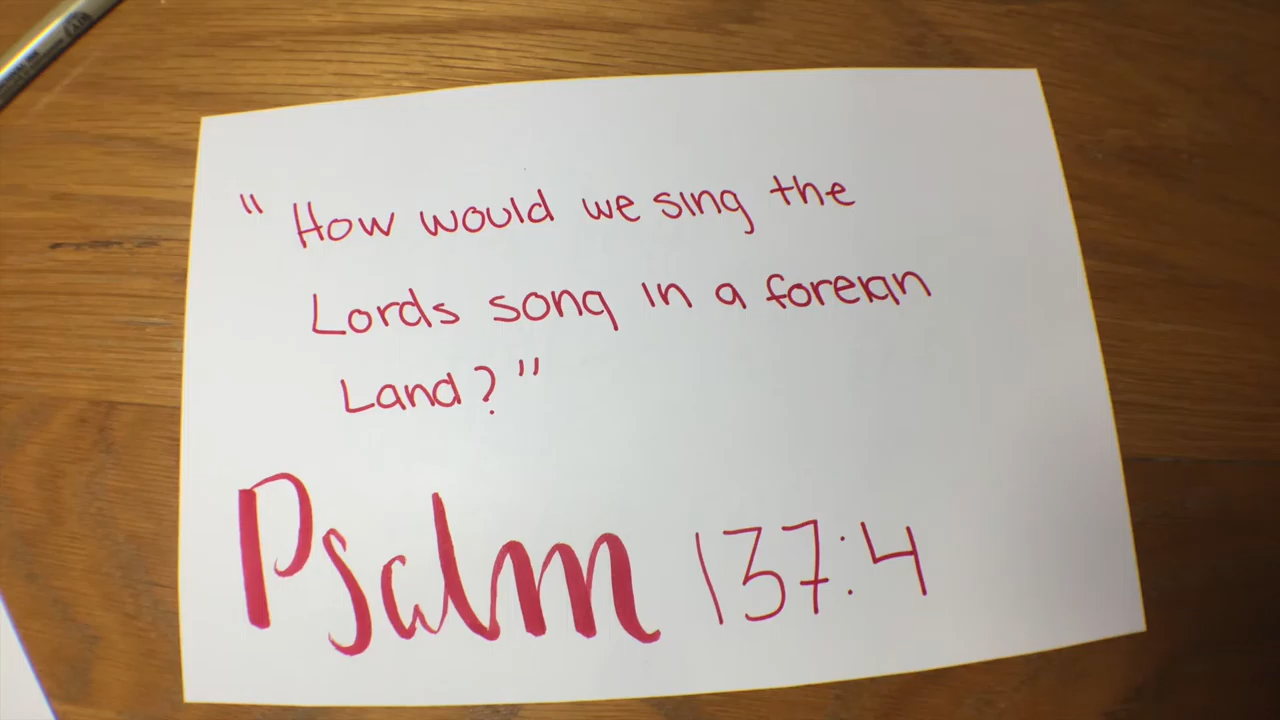 " How would we sing the
Lords song in a foreign
Land? "
Psalm 137:4